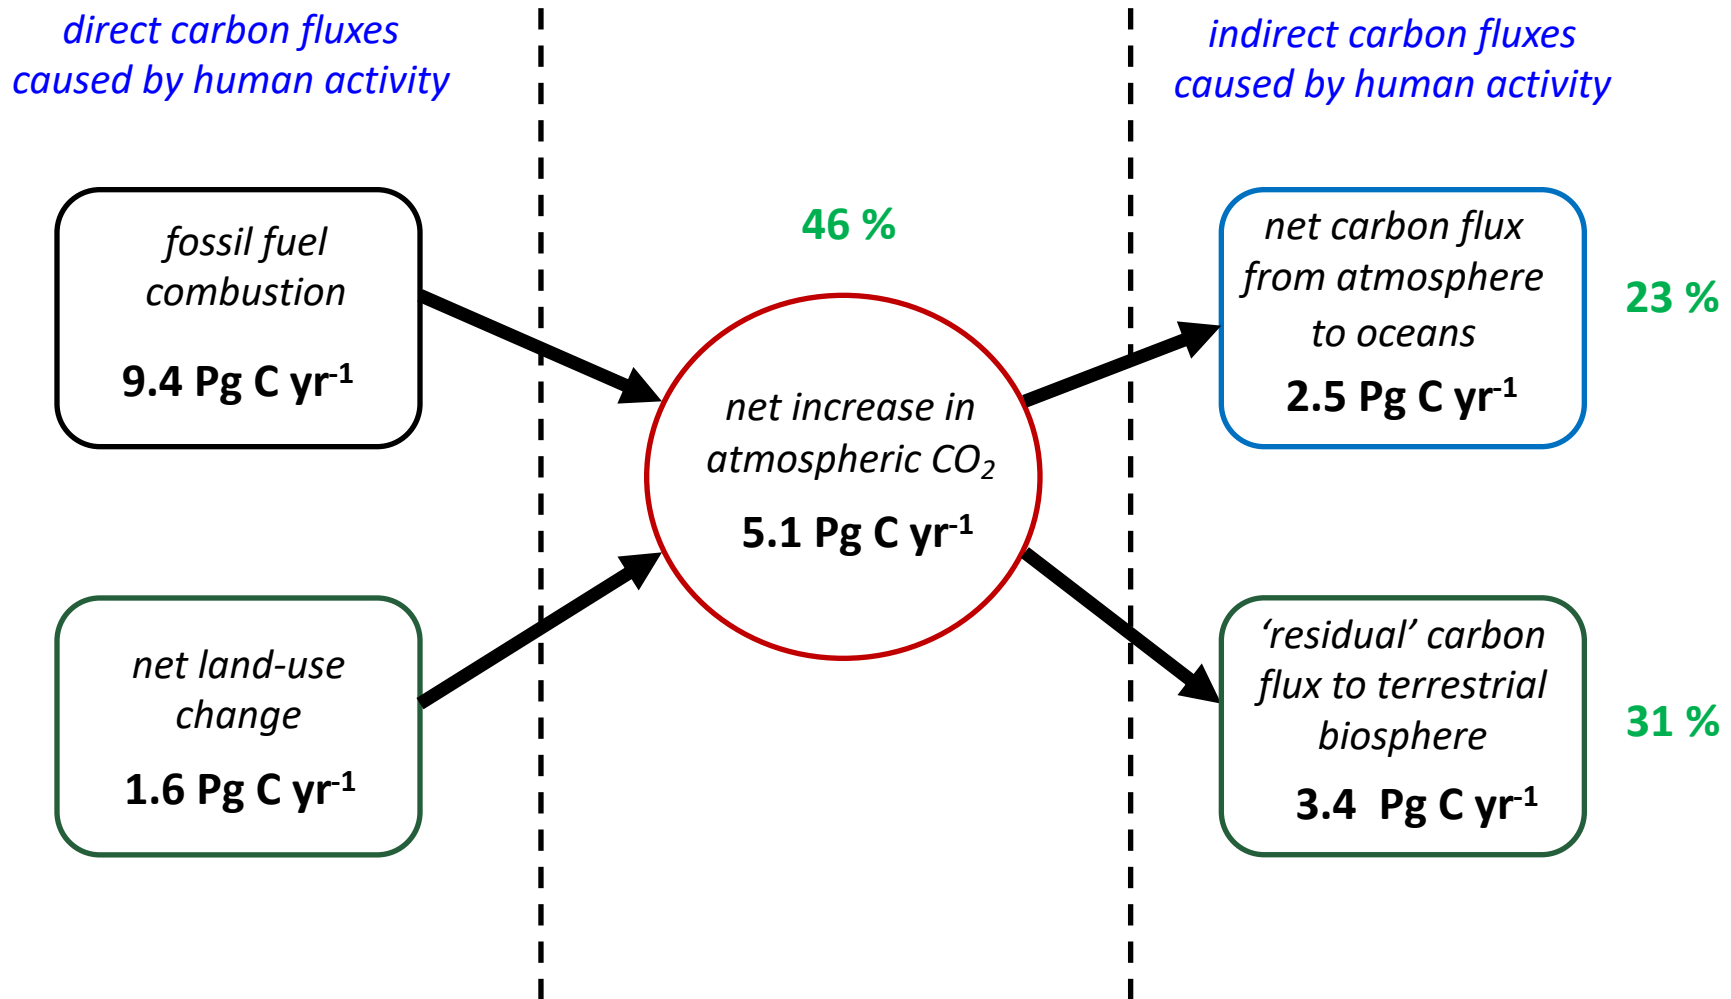 direct carbon fluxes
caused by human activity
indirect carbon fluxes
caused by human activity
fossil fuel
combustion
9.4 Pg C yr⁻¹
net land-use
change
1.6 Pg C yr⁻¹
46 %
net increase in
atmospheric CO₂
5.1 Pg C yr⁻¹
net carbon flux
from atmosphere
to oceans
2.5 Pg C yr⁻¹
23 %
‘residual’ carbon
flux to terrestrial
biosphere
3.4 Pg C yr⁻¹
31 %